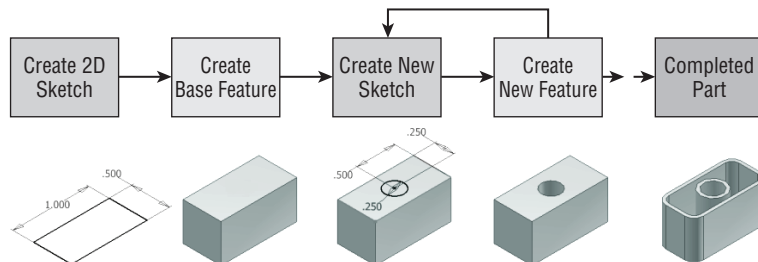 Create 2D
Sketch
Create
Base Feature
Create New
Sketch
Create
New Feature
Completed
Part
.500
1.000
.250
.500
.250